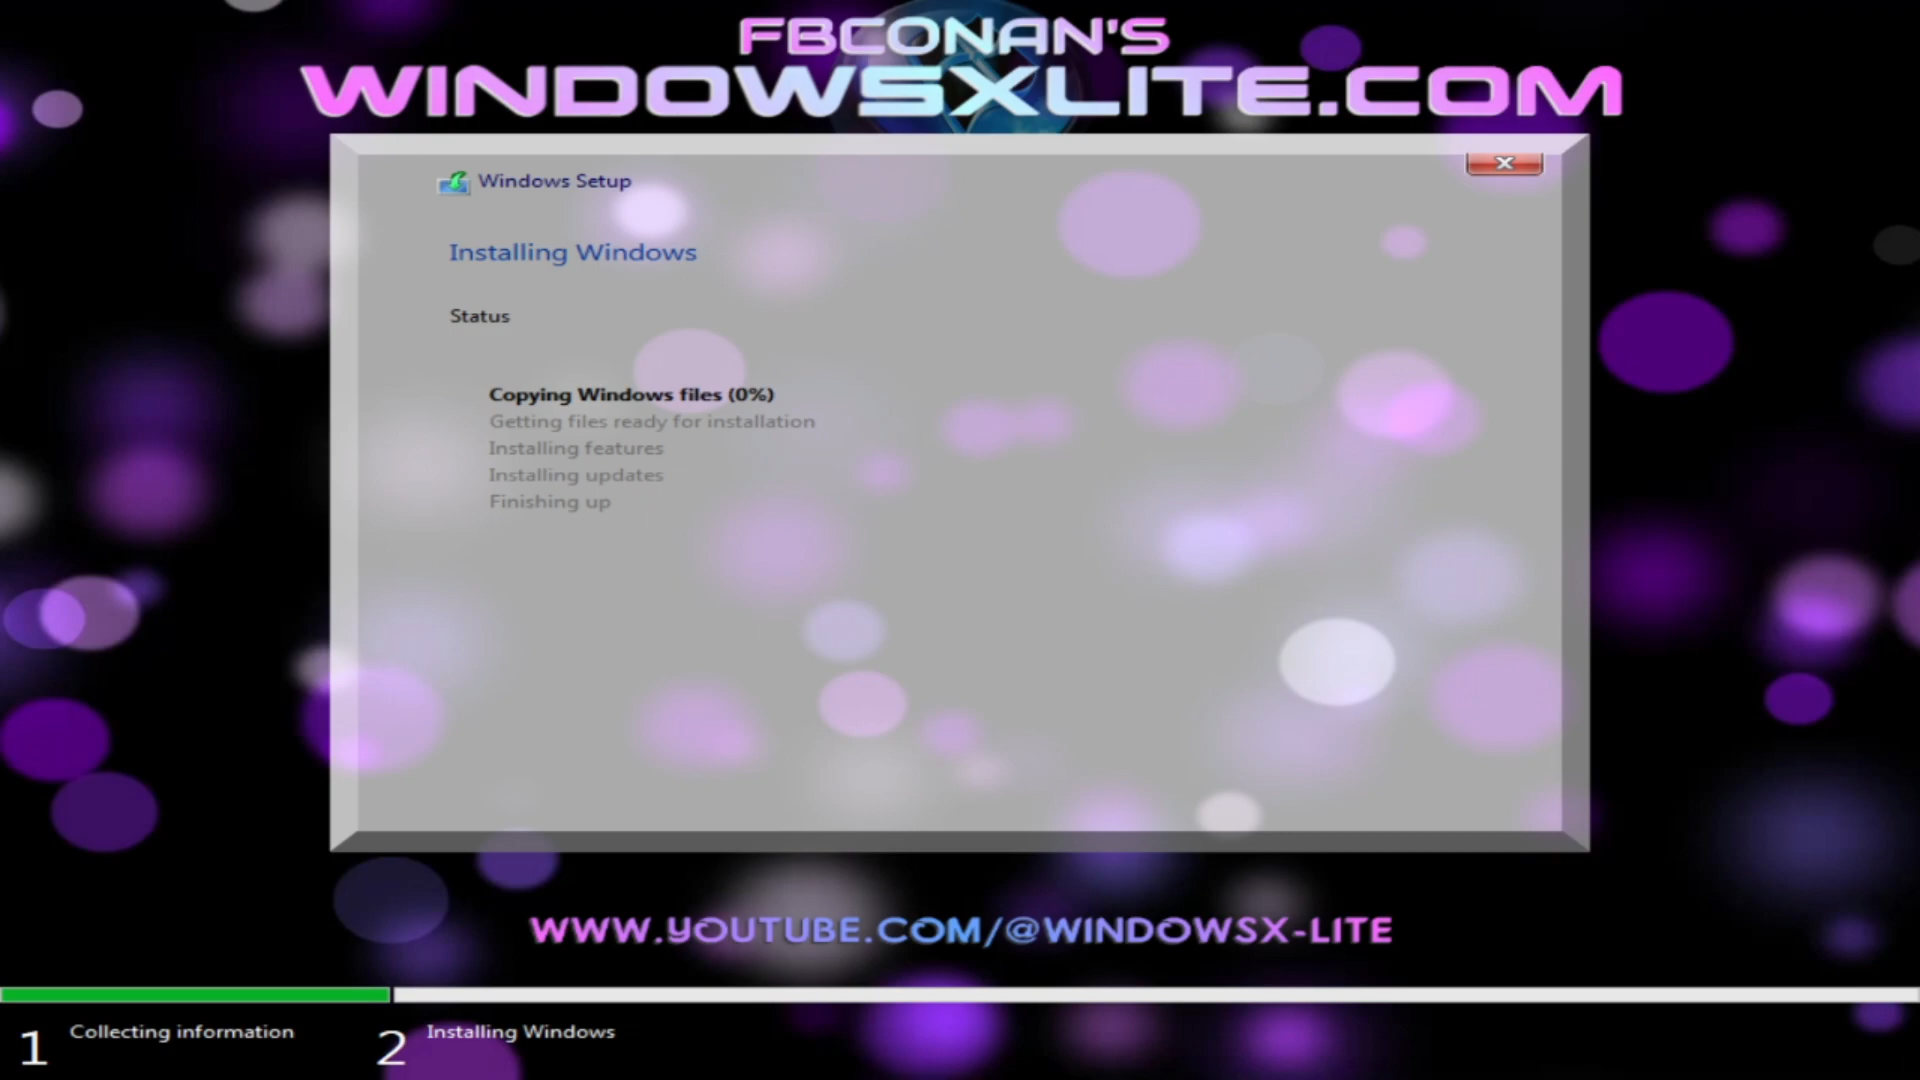 FBCONAN'S
WINDOWSXLITE.COM
Windows Setup
Installing Windows
Status
Copying Windows files (0%)
Getting files ready for installation
Installing features
Installing updates
Finishing up
WWW.YOUTUBE.COM/@WINDOWSX-LITE
1 Collecting information
2 Installing Windows